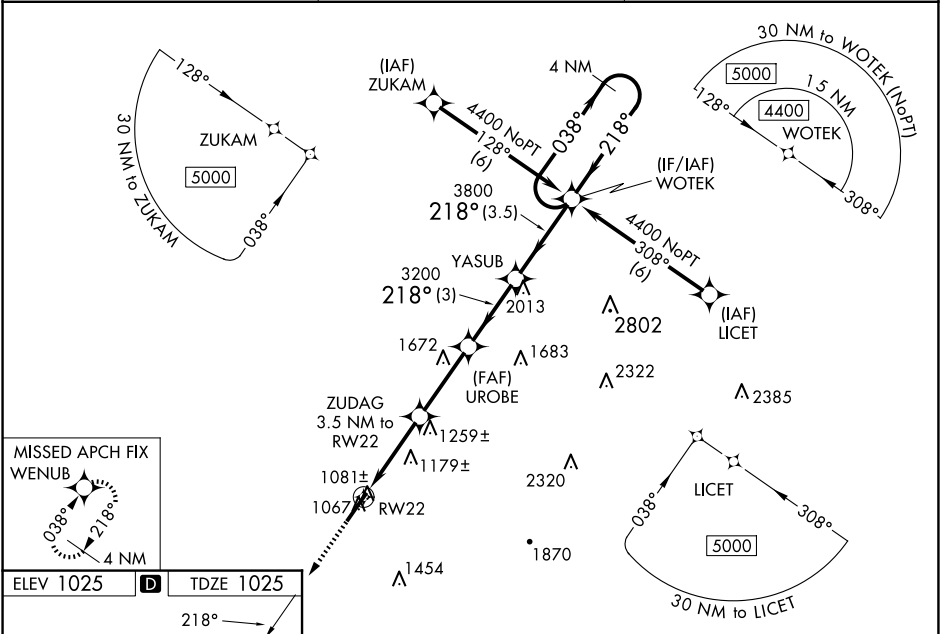 30 NM to WOTEK (NoPT)
5000
15 NM
4400
128°
WOTEK
308°
128°
ZUKAM
5000
038°
30 NM to ZUKAM
(IAF)
ZUKAM
4400 NoPT
128°
(6)
4 NM
038°
218°
(IF/IAF)
WOTEK
3800
218° (3.5)
4400 NoPT
308°
(6)
(IAF)
LICET
YASUB
3200
218° (3)
2013
2802
1672
1683
(FAF)
UROBE
2322
2385
ZUDAG
3.5 NM to
RW22
1259±
1179±
1081±
1067
RW22
2320
1870
1454
MISSED APCH FIX
WENUB
038°
218°
4 NM
LICET
038°
308°
5000
30 NM to LICET
ELEV 1025
D
TDZE 1025
218°